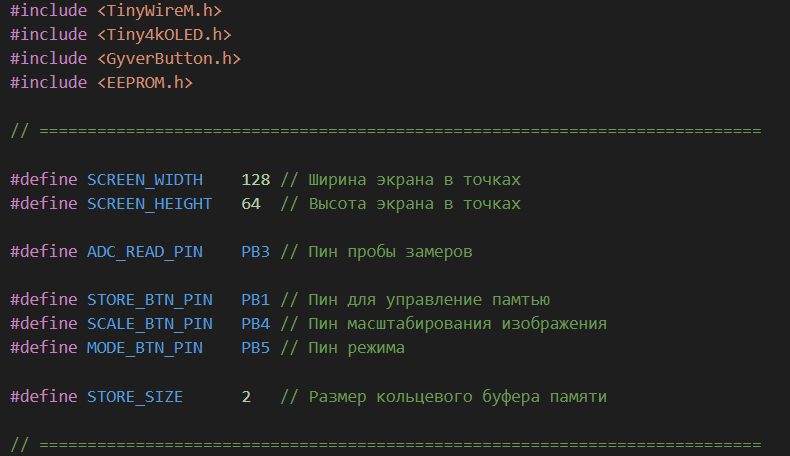 #include <TinyWireM.h>
#include <Tiny4kOLED.h>
#include <GyverButton.h>
#include <EEPROM.h>
// ===========================================================================
#define SCREEN_WIDTH    128 // Ширина экрана в точках
#define SCREEN_HEIGHT   64  // Высота экрана в точках
#define ADC_READ_PIN    PB3 // Пин пробы замеров
#define STORE_BTN_PIN   PB1 // Пин для управление памтью
#define SCALE_BTN_PIN   PB4 // Пин масштабирования изображения
#define MODE_BTN_PIN    PB5 // Пин режима
#define STORE_SIZE      2   // Размер кольцевого буфера памяти
// ===========================================================================